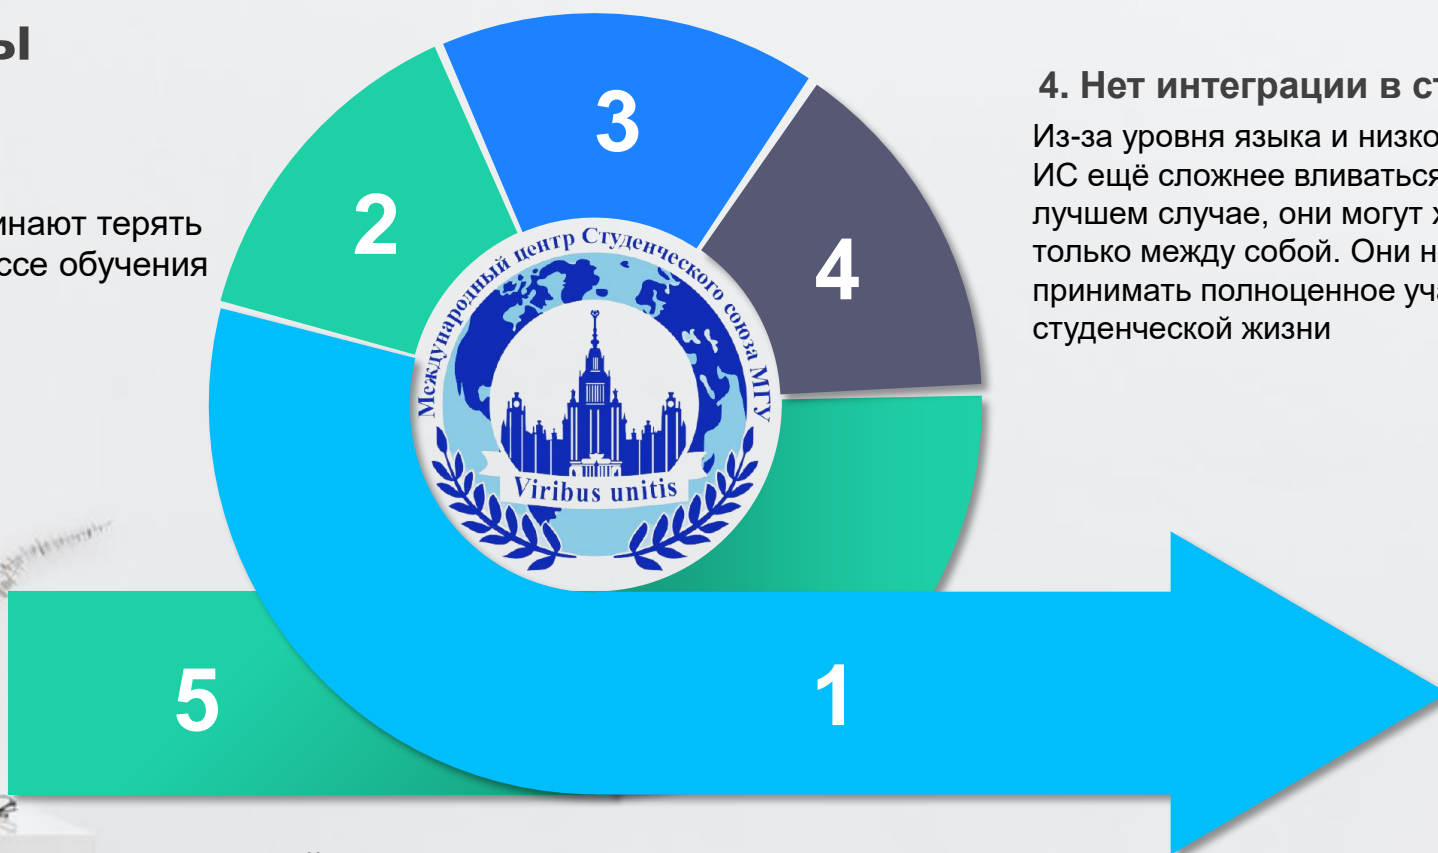 ы
инают терять
ссе обучения
2
3
4
5
1
Международный центр Студенческого союза МГУ
Viribus unitis
4. Нет интеграции в ст
Из-за уровня языка и низко
ИС ещё сложнее вливаться
лучшем случае, они могут х
только между собой. Они н
принимать полноценное уча
студенческой жизни